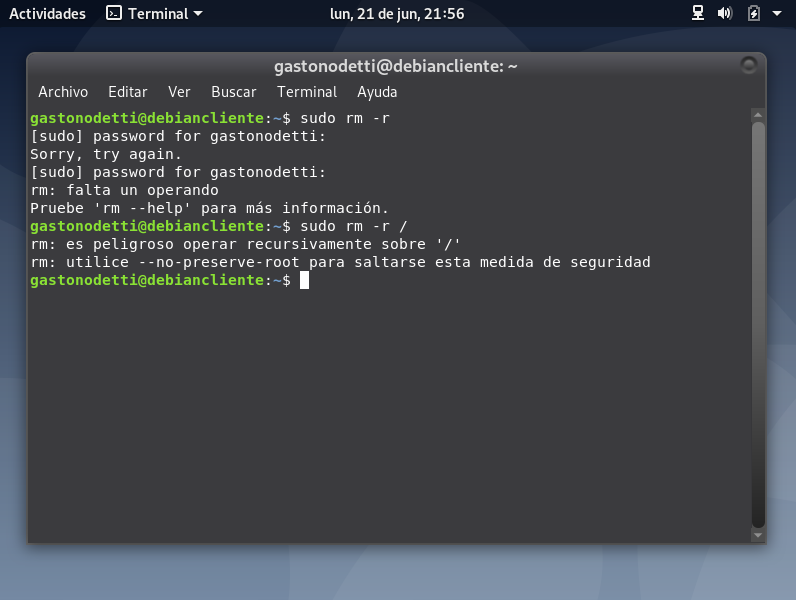 Actividades Terminal lun, 21 de jun, 21:56
gastonodetti@debiancliente: ~
Archivo Editar Ver Buscar Terminal Ayuda
gastonodetti@debiancliente:~$ sudo rm -r
[sudo] password for gastonodetti:
Sorry, try again.
[sudo] password for gastonodetti:
rm: falta un operando
Pruebe 'rm --help' para más información.
gastonodetti@debiancliente:~$ sudo rm -r /
rm: es peligroso operar recursivamente sobre '/'
rm: utilice --no-preserve-root para saltarse esta medida de seguridad
gastonodetti@debiancliente:~$